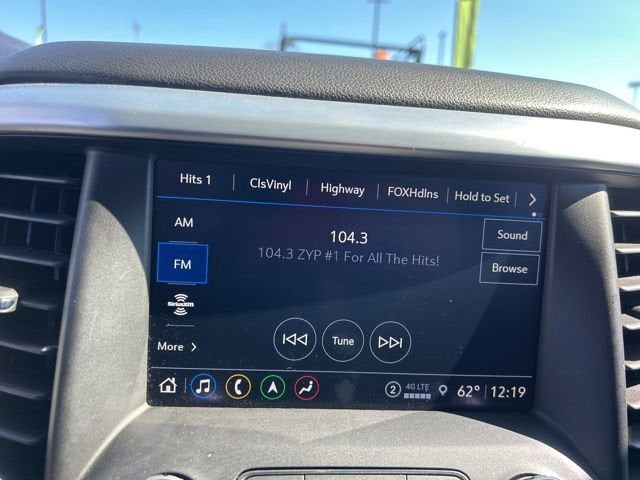 Hits 1 ClsVinyl Highway FOXHdlns Hold to Set
AM
104.3
Sound
104.3 ZYP #1 For All The Hits!
FM
Browse
SiriusXM
Tune
More
2 4G LTE 62° 12:19